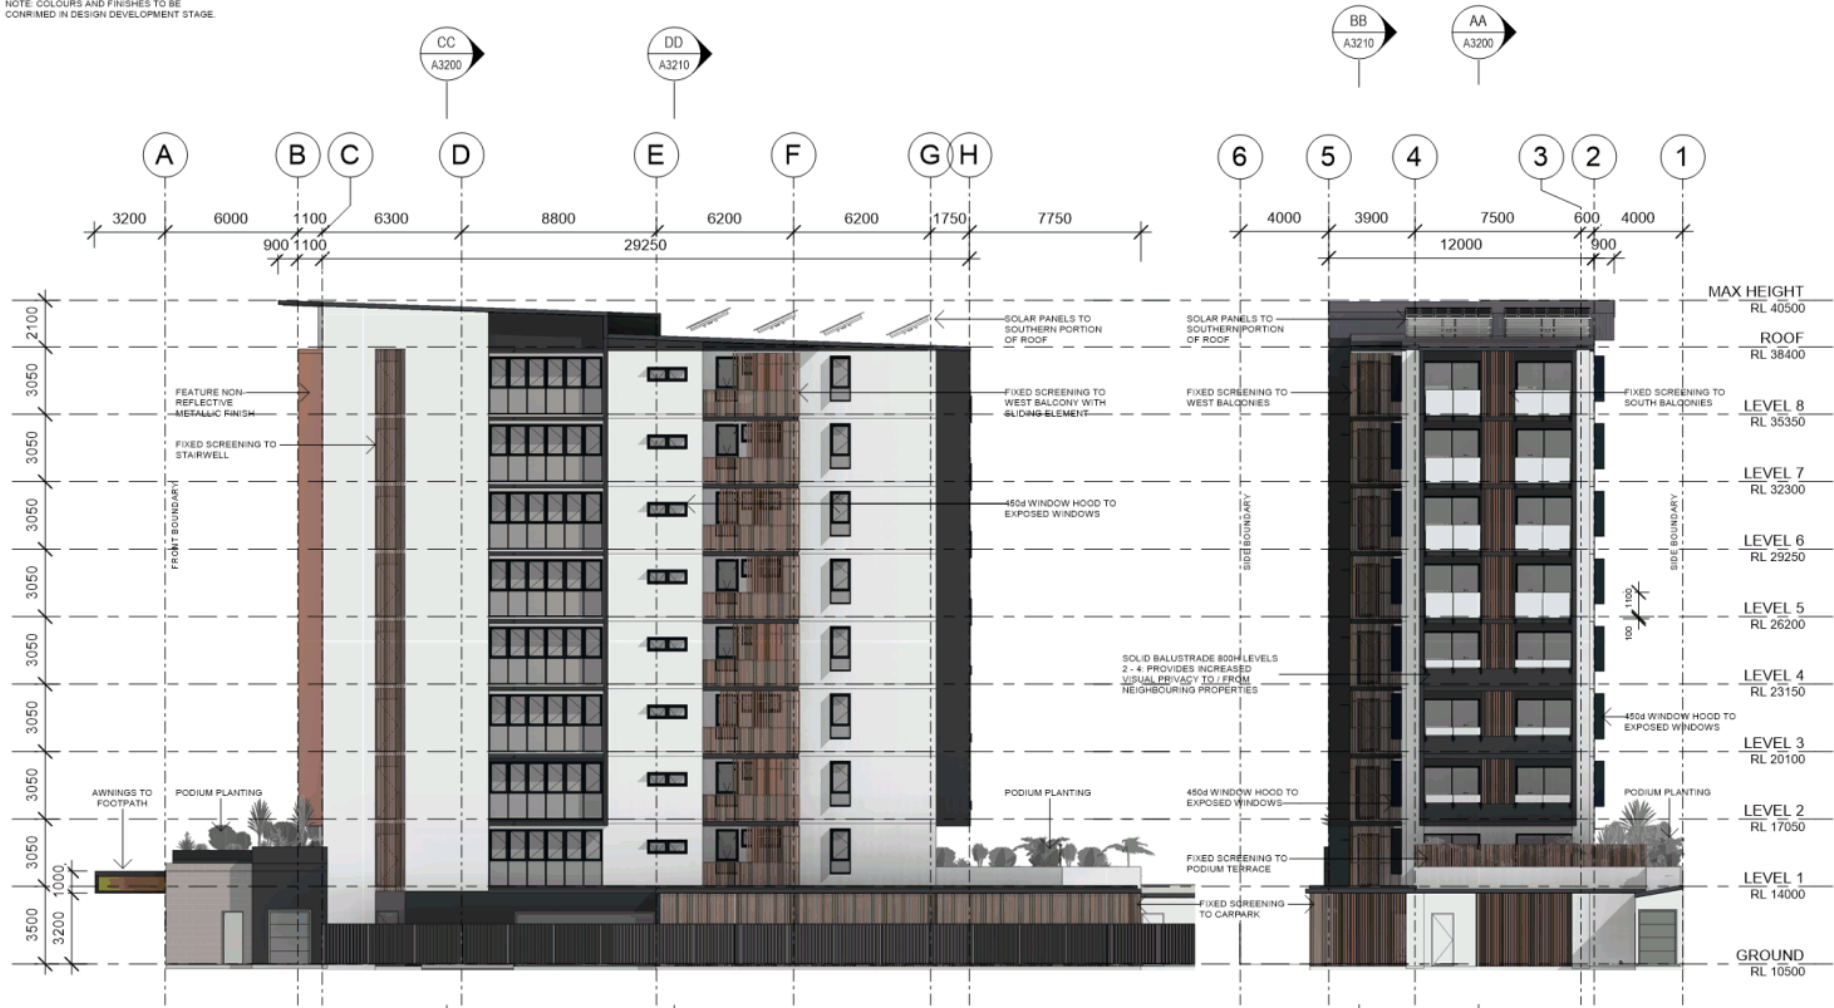 NOTE: COLOURS AND FINISHES TO BE
CONRIMED IN DESIGN DEVELOPMENT STAGE.
CC
A3200
DD
A3210
BB
A3210
AA
A3200
A
B
C
D
E
F
G
H
6
5
4
3
2
1
3200
6000
1100
6300
8800
6200
6200
1750
7750
900
1100
29250
4000
3900
7500
600
4000
12000
900
2100
3050
3050
3050
3050
3050
3050
3050
3050
1000
3500
3200
MAX HEIGHT
RL 40500
ROOF
RL 38400
LEVEL 8
RL 35350
LEVEL 7
RL 32300
LEVEL 6
RL 29250
LEVEL 5
RL 26200
LEVEL 4
RL 23150
LEVEL 3
RL 20100
LEVEL 2
RL 17050
LEVEL 1
RL 14000
GROUND
RL 10500
FEATURE NON-
REFLECTIVE
METALLIC FINISH
FIXED SCREENING TO
STAIRWELL
FRONT BOUNDARY
AWNINGS TO
FOOTPATH
PODIUM PLANTING
SOLAR PANELS TO
SOUTHERN PORTION
OF ROOF
FIXED SCREENING TO
WEST BALCONY WITH
SLIDING ELEMENT
450d WINDOW HOOD TO
EXPOSED WINDOWS
PODIUM PLANTING
SOLAR PANELS TO
SOUTHERN PORTION
OF ROOF
FIXED SCREENING TO
WEST BALCONIES
SIDE BOUNDARY
SOLID BALUSTRADE 800H LEVELS
2 - 4: PROVIDES INCREASED
VISUAL PRIVACY TO / FROM
NEIGHBOURING PROPERTIES
450d WINDOW HOOD TO
EXPOSED WINDOWS
FIXED SCREENING TO
PODIUM TERRACE
FIXED SCREENING
TO CARPARK
FIXED SCREENING TO
SOUTH BALCONIES
SIDE BOUNDARY
1100
100
450d WINDOW HOOD TO
EXPOSED WINDOWS
PODIUM PLANTING